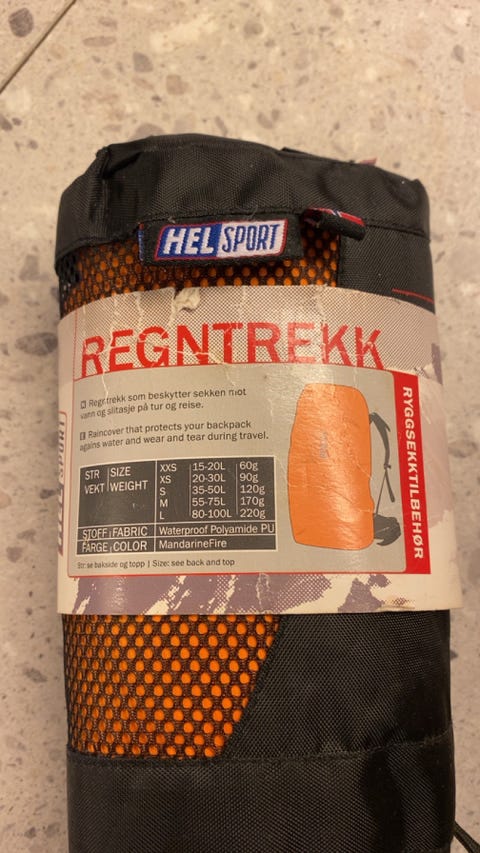 HELSPORT
REGNTREKK
N Regntrekk som beskytter sekken mot
vann og slitasje på tur og reise.
E Raincover that protects your backpack
agains water and wear and tear during travel.
STR | SIZE
VEKT | WEIGHT
XXS 15-20L 60g
XS 20-30L 90g
S 35-50L 120g
M 55-75L 170g
L 80-100L 220g
STOFF | FABRIC Waterproof Polyamide PU
FARGE | COLOR MandarineFire
Str: se bakside og topp | Size: see back and top
RYGGSEKKTILBEHØR